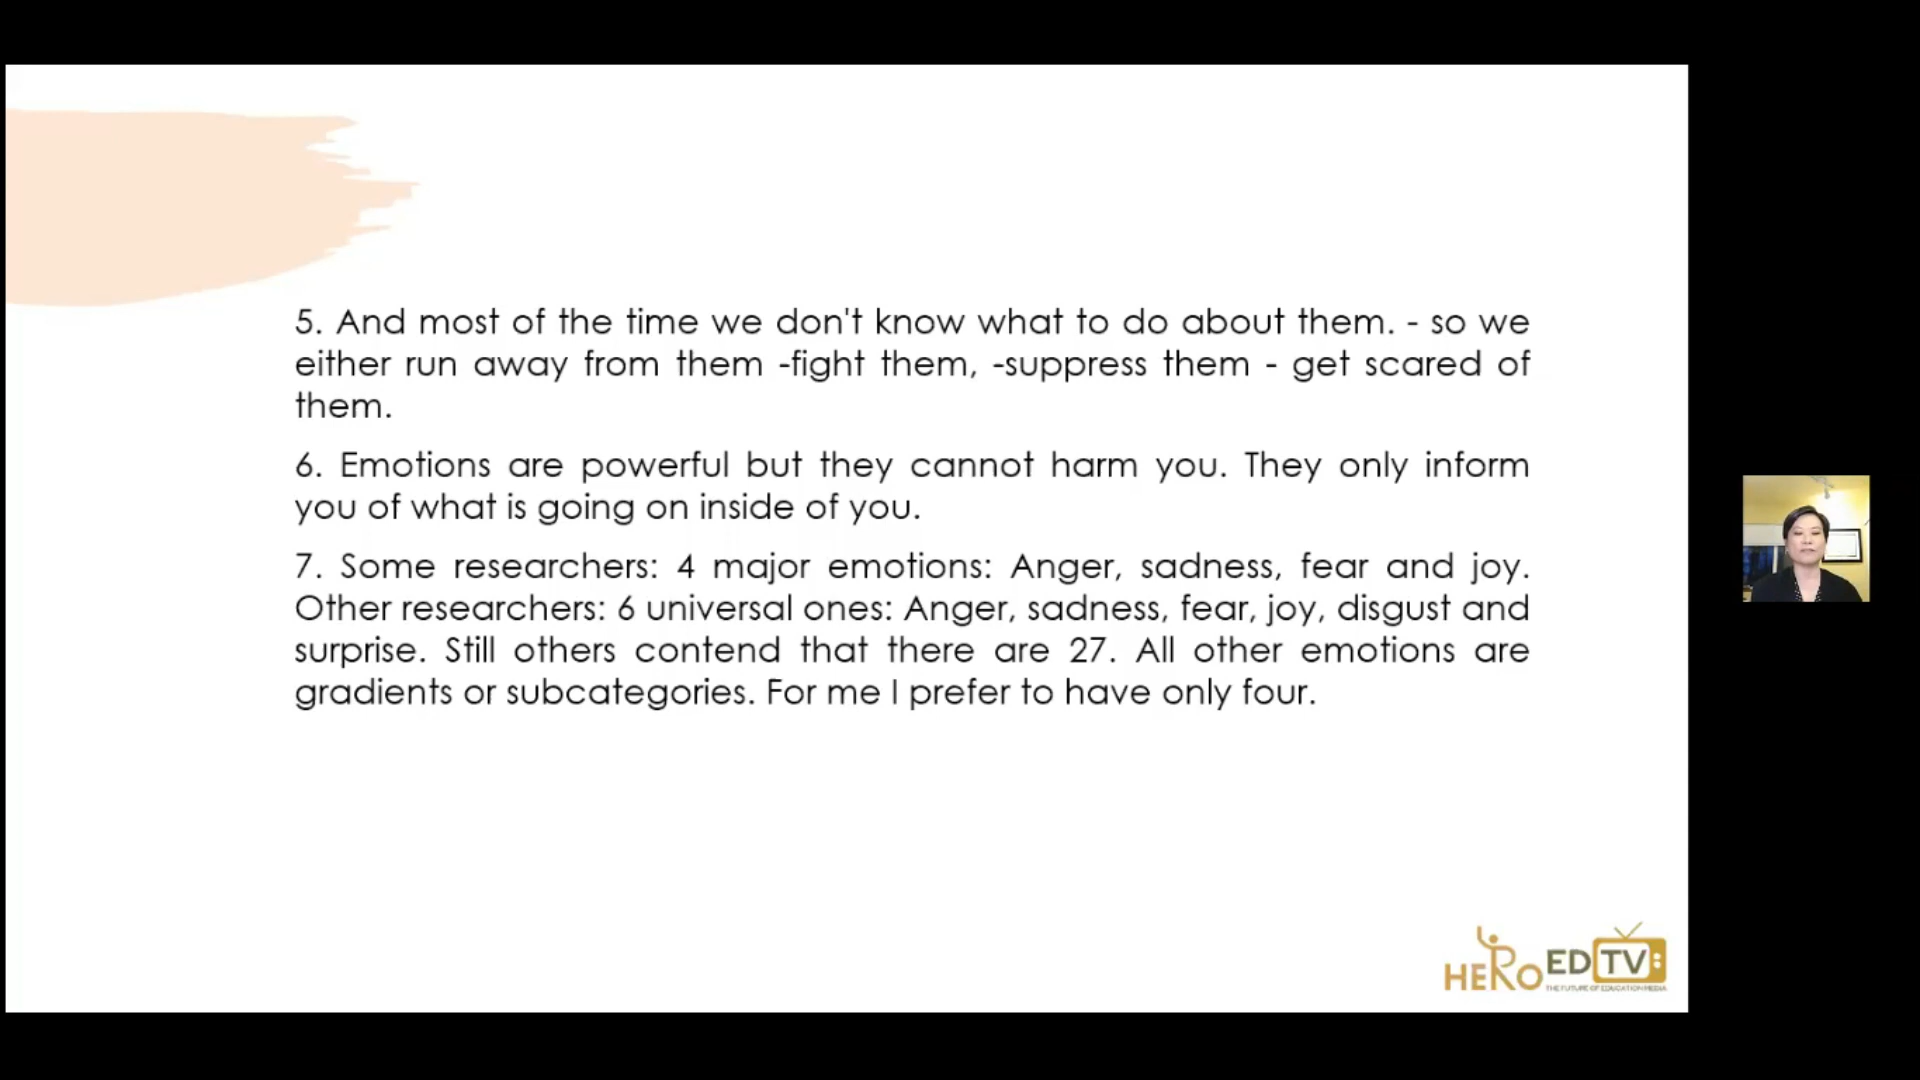 5. And most of the time we don't know what to do about them. - so we
either run away from them -fight them, -suppress them - get scared of
them.
6. Emotions are powerful but they cannot harm you. They only inform
you of what is going on inside of you.
7. Some researchers: 4 major emotions: Anger, sadness, fear and joy.
Other researchers: 6 universal ones: Anger, sadness, fear, joy, disgust and
surprise. Still others contend that there are 27. All other emotions are
gradients or subcategories. For me I prefer to have only four.
HERO ED TV
THE FUTURE OF EDUCATION MEDIA